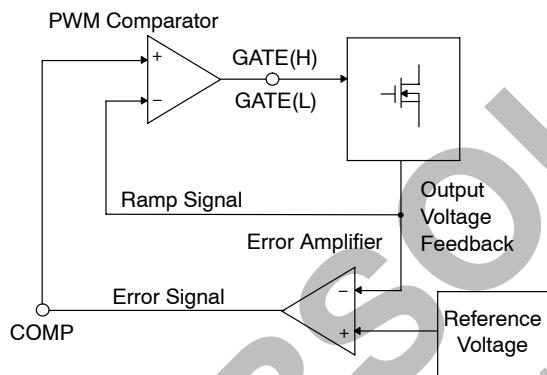 PWM Comparator
+
−
GATE(H)
GATE(L)
Ramp Signal
Output
Voltage
Feedback
Error Amplifier
−
+
Error Signal
COMP
Reference
Voltage